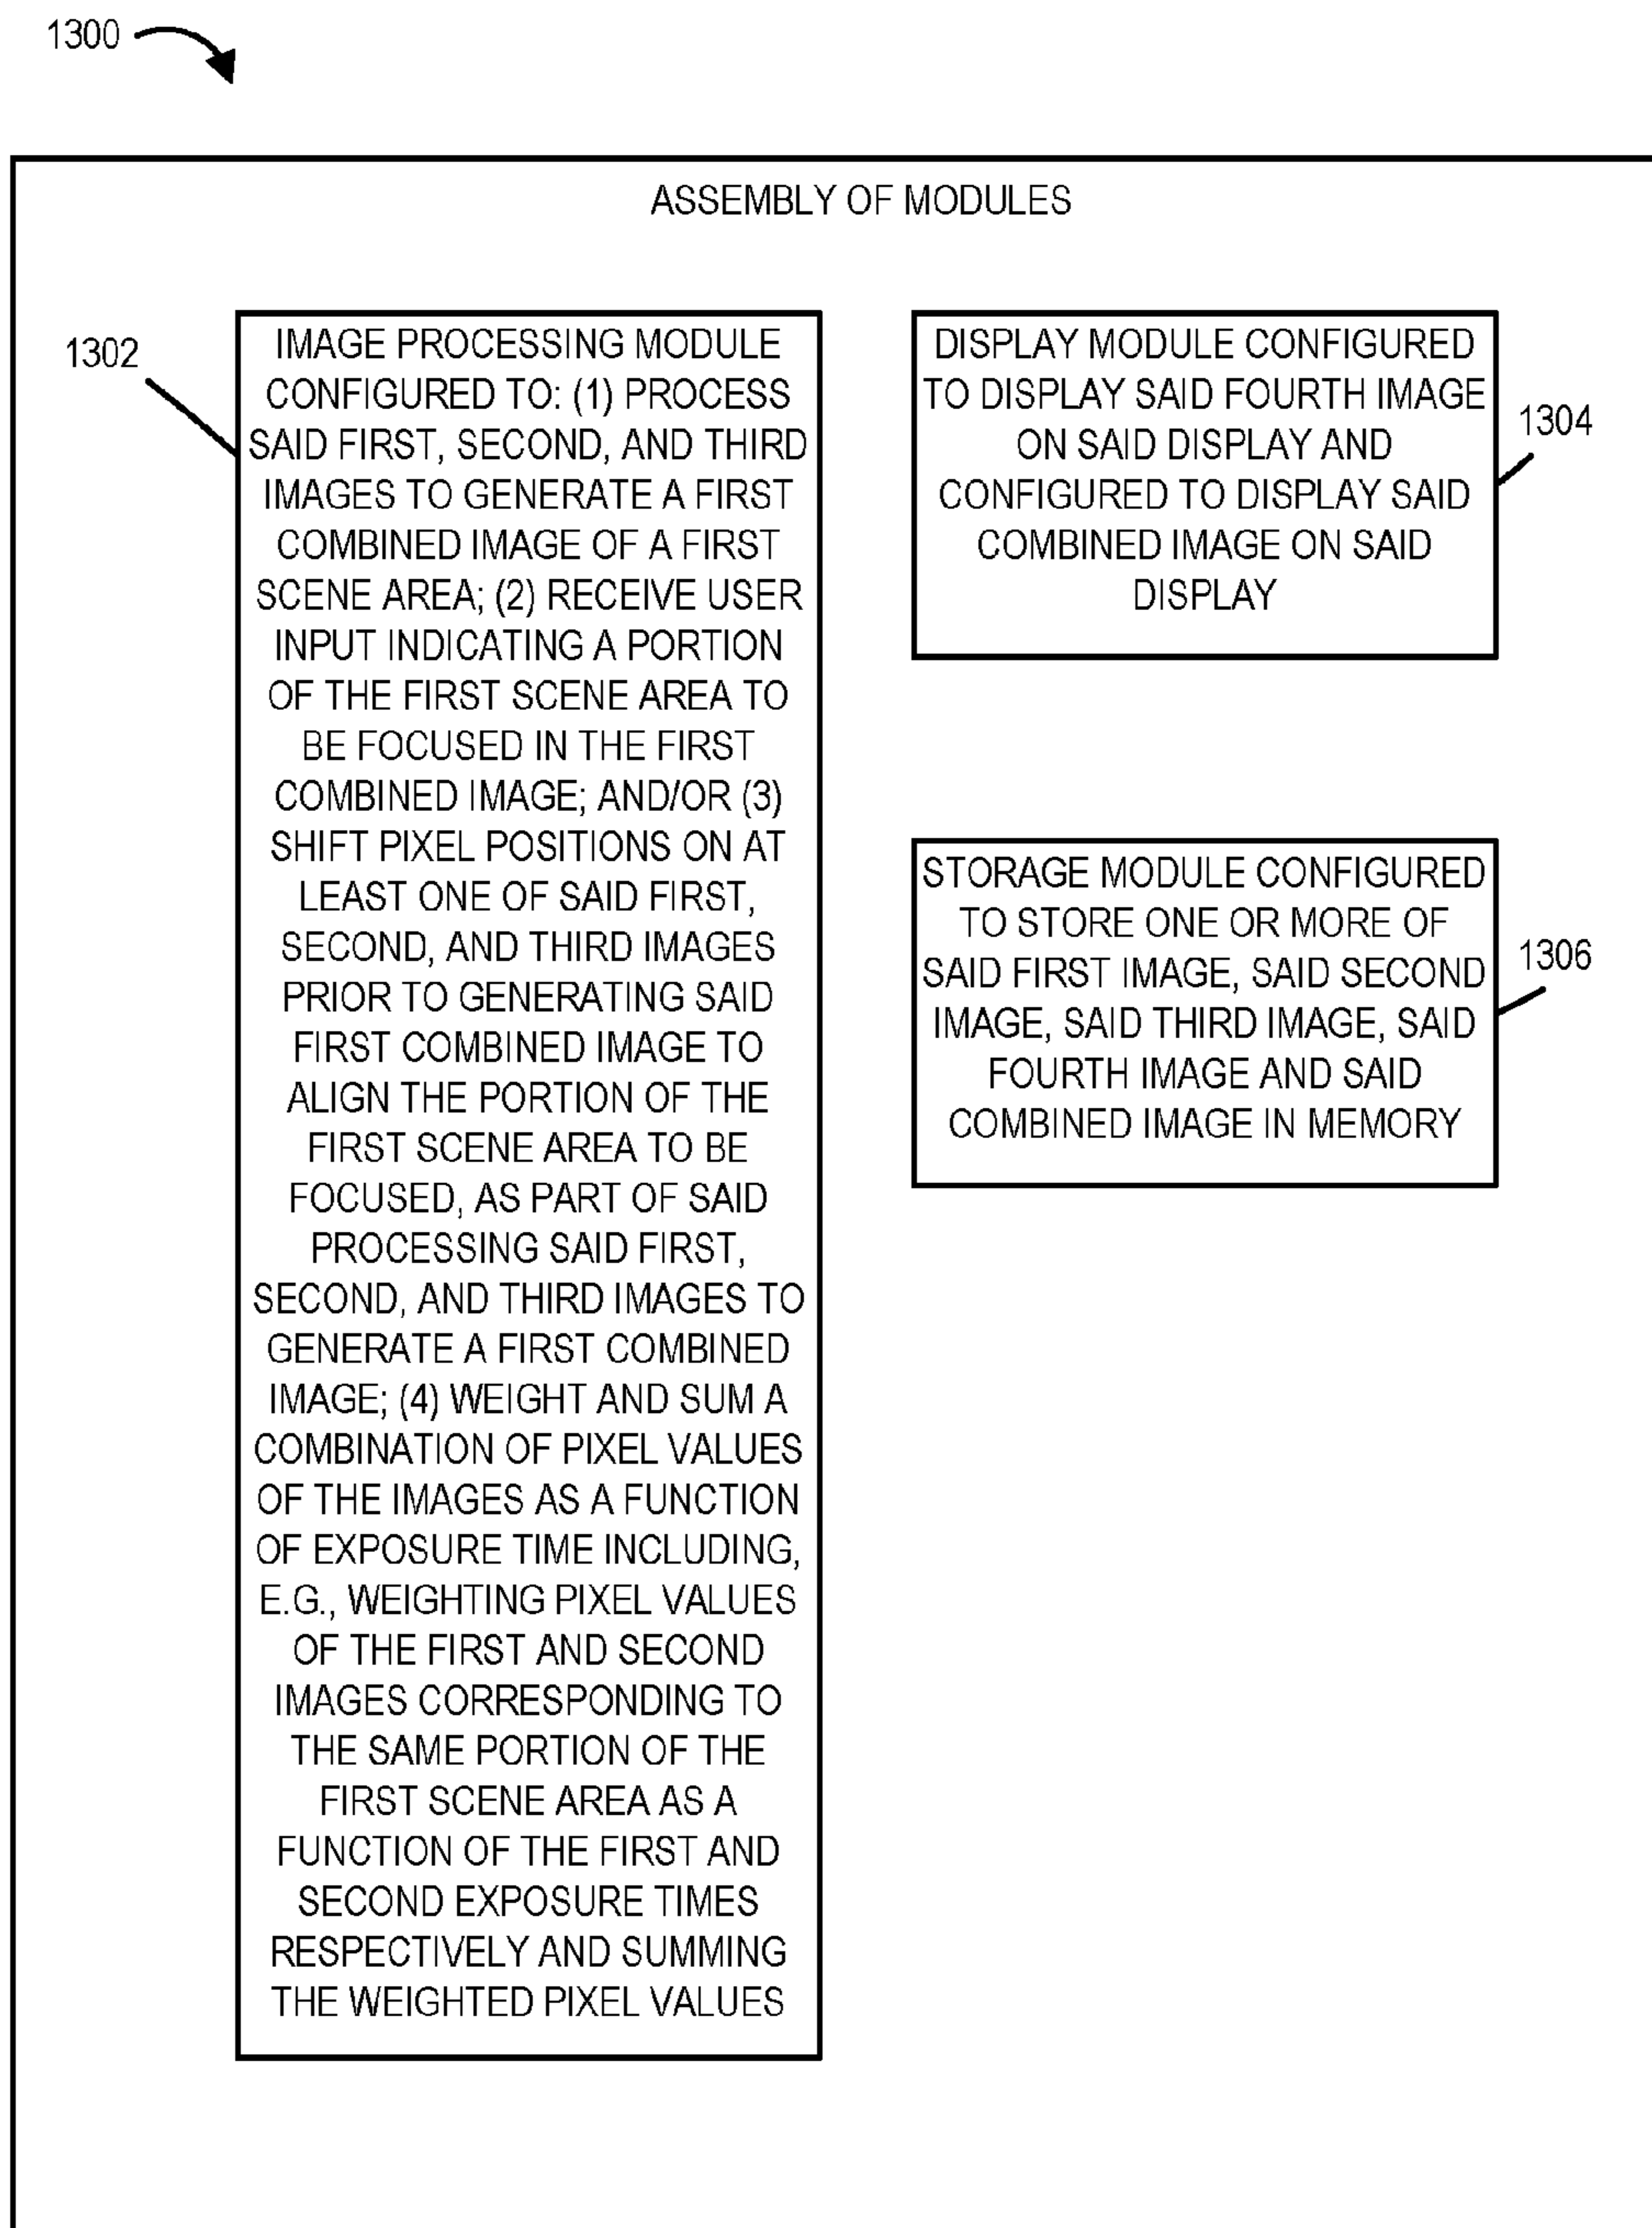 1300
ASSEMBLY OF MODULES
1302
IMAGE PROCESSING MODULE
CONFIGURED TO: (1) PROCESS
SAID FIRST, SECOND, AND THIRD
IMAGES TO GENERATE A FIRST
COMBINED IMAGE OF A FIRST
SCENE AREA; (2) RECEIVE USER
INPUT INDICATING A PORTION
OF THE FIRST SCENE AREA TO
BE FOCUSED IN THE FIRST
COMBINED IMAGE; AND/OR (3)
SHIFT PIXEL POSITIONS ON AT
LEAST ONE OF SAID FIRST,
SECOND, AND THIRD IMAGES
PRIOR TO GENERATING SAID
FIRST COMBINED IMAGE TO
ALIGN THE PORTION OF THE
FIRST SCENE AREA TO BE
FOCUSED, AS PART OF SAID
PROCESSING SAID FIRST,
SECOND, AND THIRD IMAGES TO
GENERATE A FIRST COMBINED
IMAGE; (4) WEIGHT AND SUM A
COMBINATION OF PIXEL VALUES
OF THE IMAGES AS A FUNCTION
OF EXPOSURE TIME INCLUDING,
E.G., WEIGHTING PIXEL VALUES
OF THE FIRST AND SECOND
IMAGES CORRESPONDING TO
THE SAME PORTION OF THE
FIRST SCENE AREA AS A
FUNCTION OF THE FIRST AND
SECOND EXPOSURE TIMES
RESPECTIVELY AND SUMMING
THE WEIGHTED PIXEL VALUES
DISPLAY MODULE CONFIGURED
TO DISPLAY SAID FOURTH IMAGE
ON SAID DISPLAY AND
CONFIGURED TO DISPLAY SAID
COMBINED IMAGE ON SAID
DISPLAY
1304
STORAGE MODULE CONFIGURED
TO STORE ONE OR MORE OF
SAID FIRST IMAGE, SAID SECOND
IMAGE, SAID THIRD IMAGE, SAID
FOURTH IMAGE AND SAID
COMBINED IMAGE IN MEMORY
1306